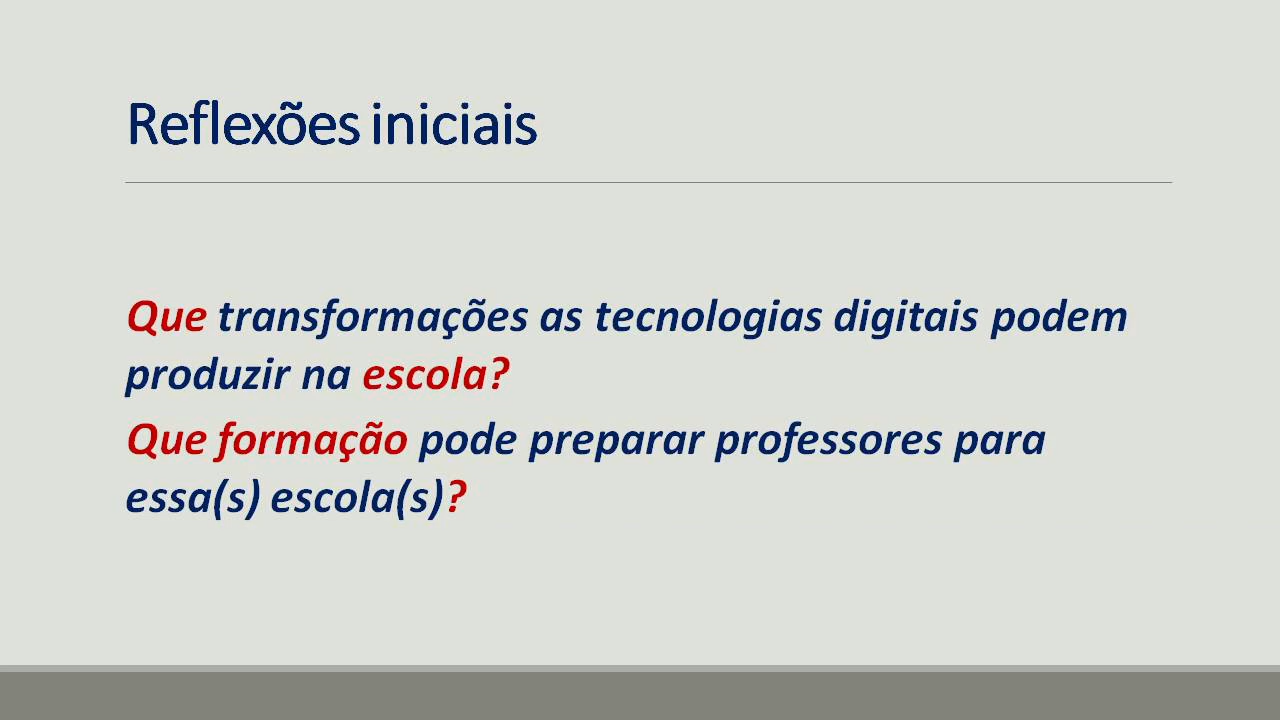 Reflexões iniciais
Que transformações as tecnologias digitais podem
produzir na escola?
Que formação pode preparar professores para
essa(s) escola(s)?